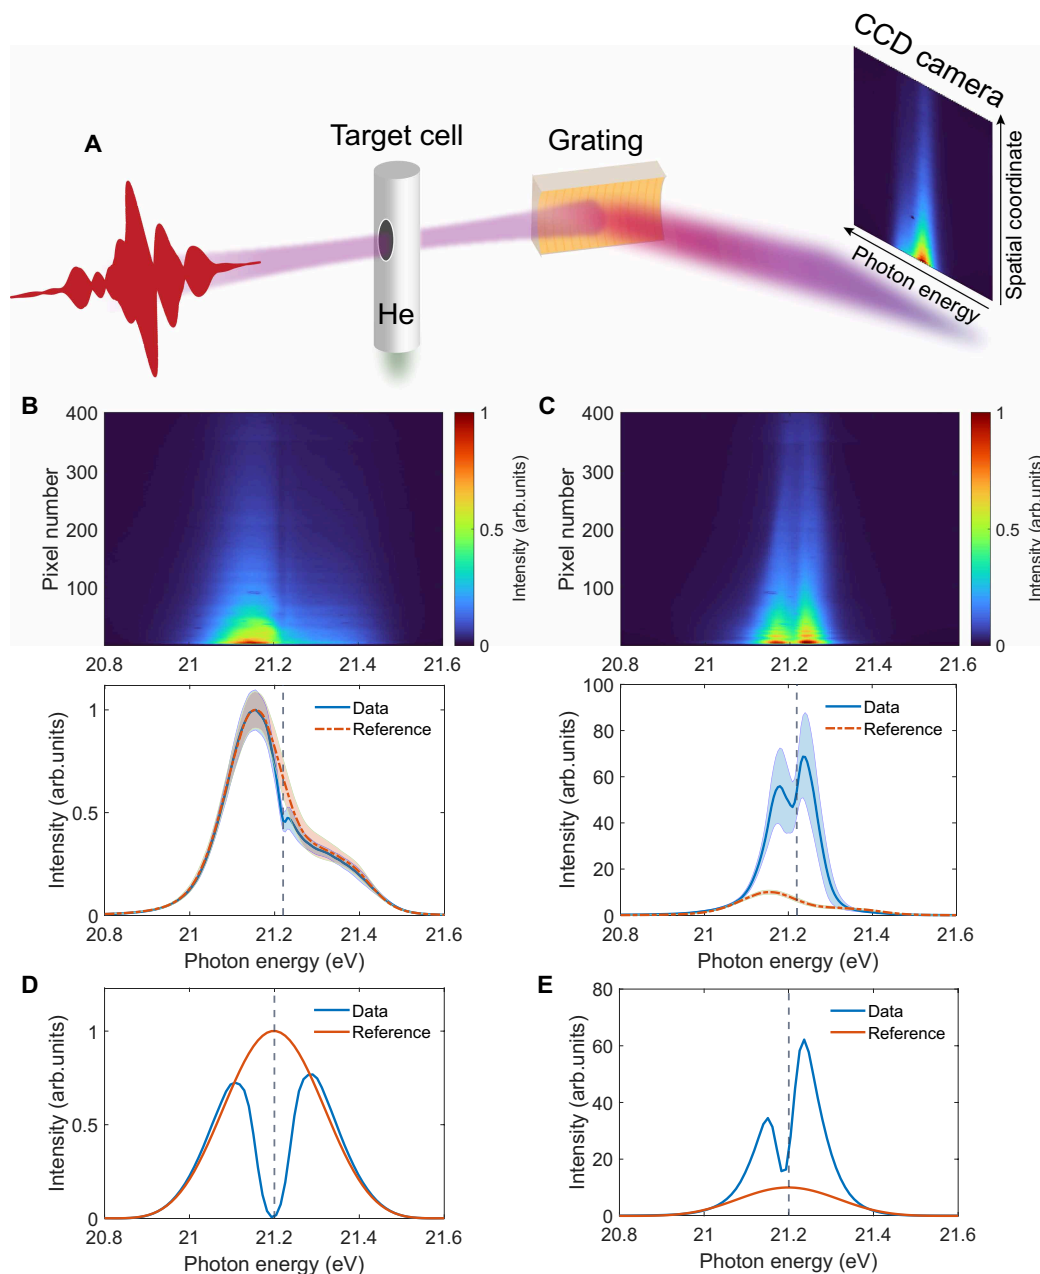 A
Target cell
Grating
CCD camera
Spatial coordinate
Photon energy
He
B
400
300
200
100
Pixel number
20.8 21 21.2 21.4 21.6
1
0.5
0
Intensity (arb.units)
C
400
300
200
100
Pixel number
20.8 21 21.2 21.4 21.6
1
0.5
0
Intensity (arb.units)
1
0.5
0
Intensity (arb.units)
Data
Reference
20.8 21 21.2 21.4 21.6
Photon energy (eV)
100
80
60
40
20
0
Intensity (arb.units)
Data
Reference
20.8 21 21.2 21.4 21.6
Photon energy (eV)
D
1
0.5
0
Intensity (arb.units)
Data
Reference
20.8 21 21.2 21.4 21.6
Photon energy (eV)
E
80
60
40
20
0
Intensity (arb.units)
Data
Reference
20.8 21 21.2 21.4 21.6
Photon energy (eV)